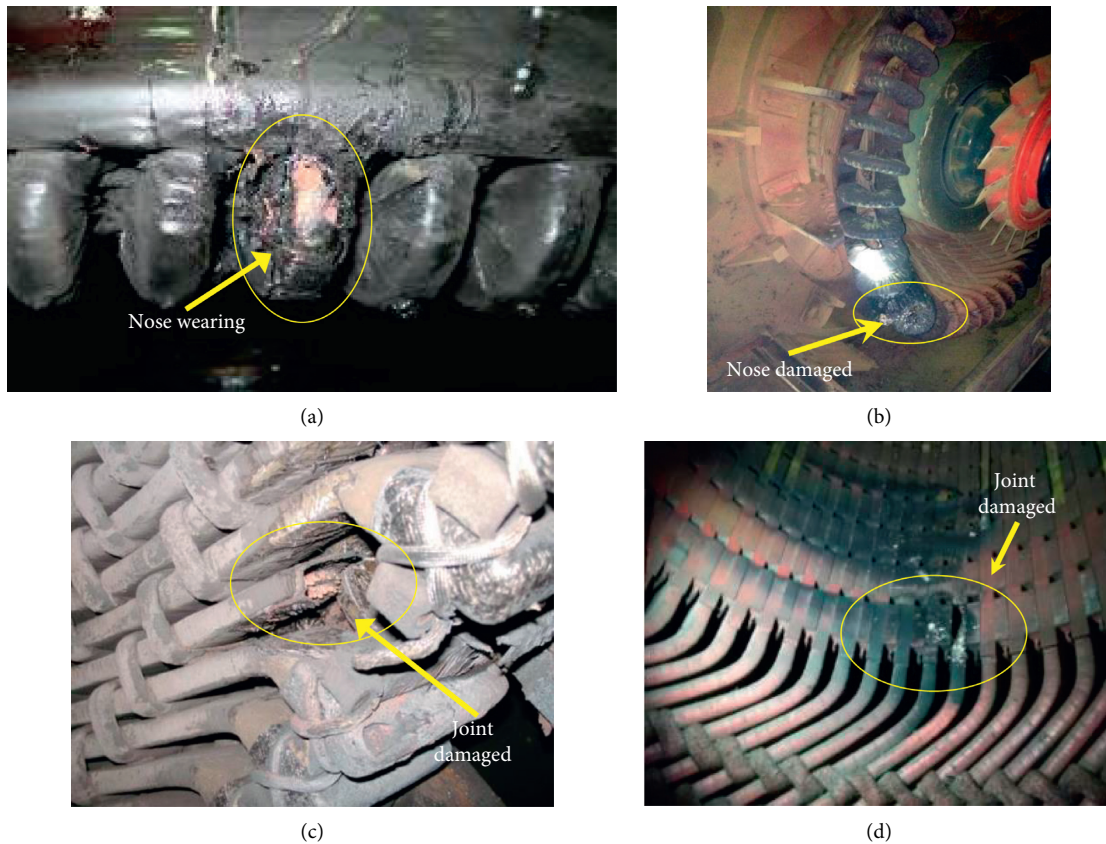 Nose wearing
(a)
Nose damaged
(b)
Joint
damaged
(c)
Joint
damaged
(d)